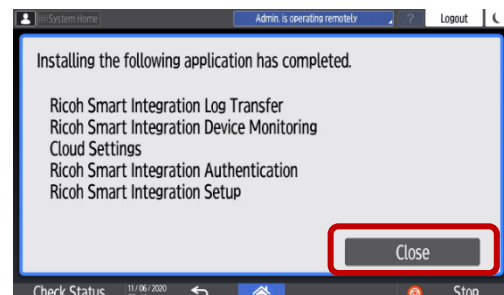 System Home
Admin. is operating remotely
?
Logout
Installing the following application has completed.
Ricoh Smart Integration Log Transfer
Ricoh Smart Integration Device Monitoring
Cloud Settings
Ricoh Smart Integration Authentication
Ricoh Smart Integration Setup
Close
Check Status
11/06/2020
Stop